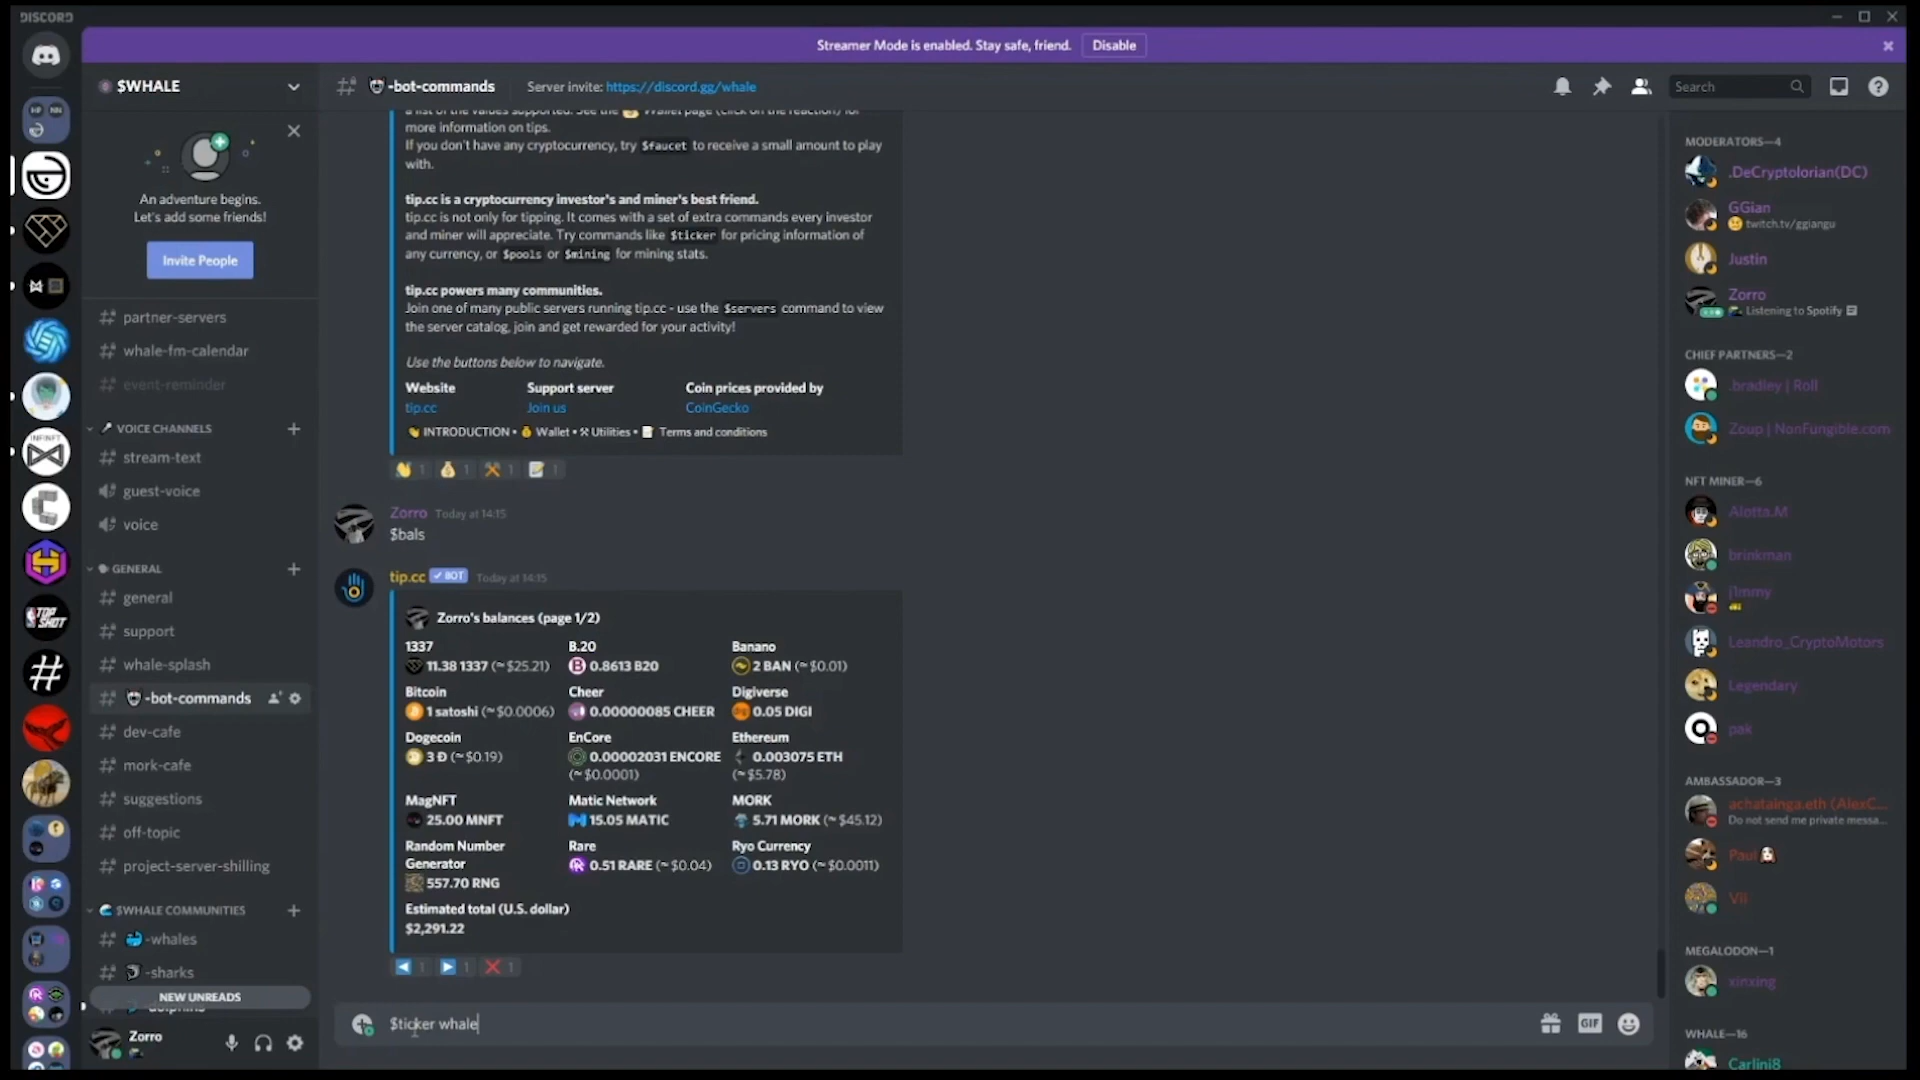 DISCORD
Streamer Mode is enabled. Stay safe, friend. Disable
$WHALE
-bot-commands
Server invite: https://discord.gg/whale
Search
An adventure begins.
Let's add some friends!
Invite People
partner-servers
whale-fm-calendar
event-reminder
VOICE CHANNELS
stream-text
guest-voice
voice
GENERAL
general
support
whale-splash
-bot-commands
dev-cafe
mork-cafe
suggestions
off-topic
project-server-shilling
$WHALE COMMUNITIES
-whales
-sharks
NEW UNREADS
Zorro
TOP SHOT
a list of the values supported. See the Wallet page (click on the reaction) for
more information on tips.
If you don't have any cryptocurrency, try $faucet to receive a small amount to play
with.
tip.cc is a cryptocurrency investor's and miner's best friend.
tip.cc is not only for tipping. It comes with a set of extra commands every investor
and miner will appreciate. Try commands like $ticker for pricing information of
any currency, or $pools or $mining for mining stats.
tip.cc powers many communities.
Join one of many public servers running tip.cc - use the $servers command to view
the server catalog, join and get rewarded for your activity!
Use the buttons below to navigate.
Website Support server Coin prices provided by
tip.cc Join us CoinGecko
INTRODUCTION • Wallet • Utilities • Terms and conditions
1 1 1 1
Zorro Today at 14:15
$bals
tip.cc BOT Today at 14:15
Zorro's balances (page 1/2)
1337 B.20 Banano
11.38 1337 (~$25.21) 0.8613 B20 2 BAN (~$0.01)
Bitcoin Cheer Digiverse
1 satoshi (~$0.0006) 0.00000085 CHEER 0.05 DIGI
Dogecoin EnCore Ethereum
3 Ð (~$0.19) 0.00002031 ENCORE 0.003075 ETH
(~$0.0001) (~$5.78)
MagNFT Matic Network MORK
25.00 MNFT 15.05 MATIC 5.71 MORK (~$45.12)
Random Number Rare Ryo Currency
Generator 0.51 RARE (~$0.04) 0.13 RYO (~$0.0011)
557.70 RNG
Estimated total (U.S. dollar)
$2,291.22
1 1 1
$ticker whale
GIF
MODERATORS—4
.DeCryptolorian(DC)
GGian
twitch.tv/ggiangu
Justin
Zorro
Listening to Spotify
CHIEF PARTNERS—2
.bradley | Roll
Zoup | NonFungible.com
NFT MINER—6
Alotta.M
brinkman
j1mmy
Leandro_CryptoMotors
Legendary
pak
AMBASSADOR—3
achatainga.eth (AlexC...
Do not send me private messa...
Paul
Vii
MEGALODON—1
xinxing
WHALE—16
Carlini8